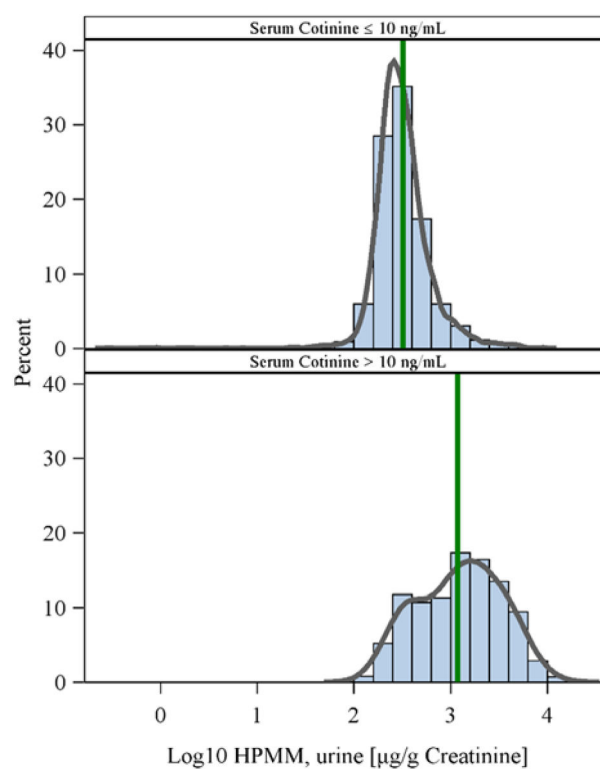 Serum Cotinine ≤ 10 ng/mL
40
30
20
10
0
Percent
Serum Cotinine > 10 ng/mL
40
30
20
10
0
0 1 2 3 4
Log10 HPMM, urine [µg/g Creatinine]